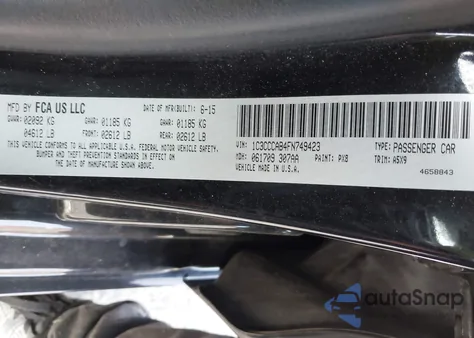 MFD BY FCA US LLC DATE OF MFR(BUILT): 6-15
GVWR: 02092 KG GAWR: 01185 KG GAWR: 01185 KG
04612 LB FRONT: 02612 LB REAR: 02612 LB
THIS VEHICLE CONFORMS TO ALL APPLICABLE U.S.A. FEDERAL MOTOR VEHICLE SAFETY,
BUMPER AND THEFT PREVENTION STANDARDS IN EFFECT ON
THE DATE OF MANUFACTURE SHOWN ABOVE.
VIN: 1C3CCCAB4FN749423 TYPE: PASSENGER CAR
MDH: 061709 307AA PAINT: PX8 TRIM: A5X9
VEHICLE MADE IN U.S.A.
4658843
autoSnap